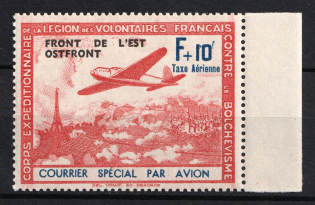 CORPS EXPÉDITIONNAIRE DE LA LÉGION DES VOLONTAIRES FRANÇAIS CONTRE LE BOLCHEVISME
FRONT DE L'EST
OSTFRONT
F + 10F
Taxe Aérienne
COURRIER SPÉCIAL PAR AVION